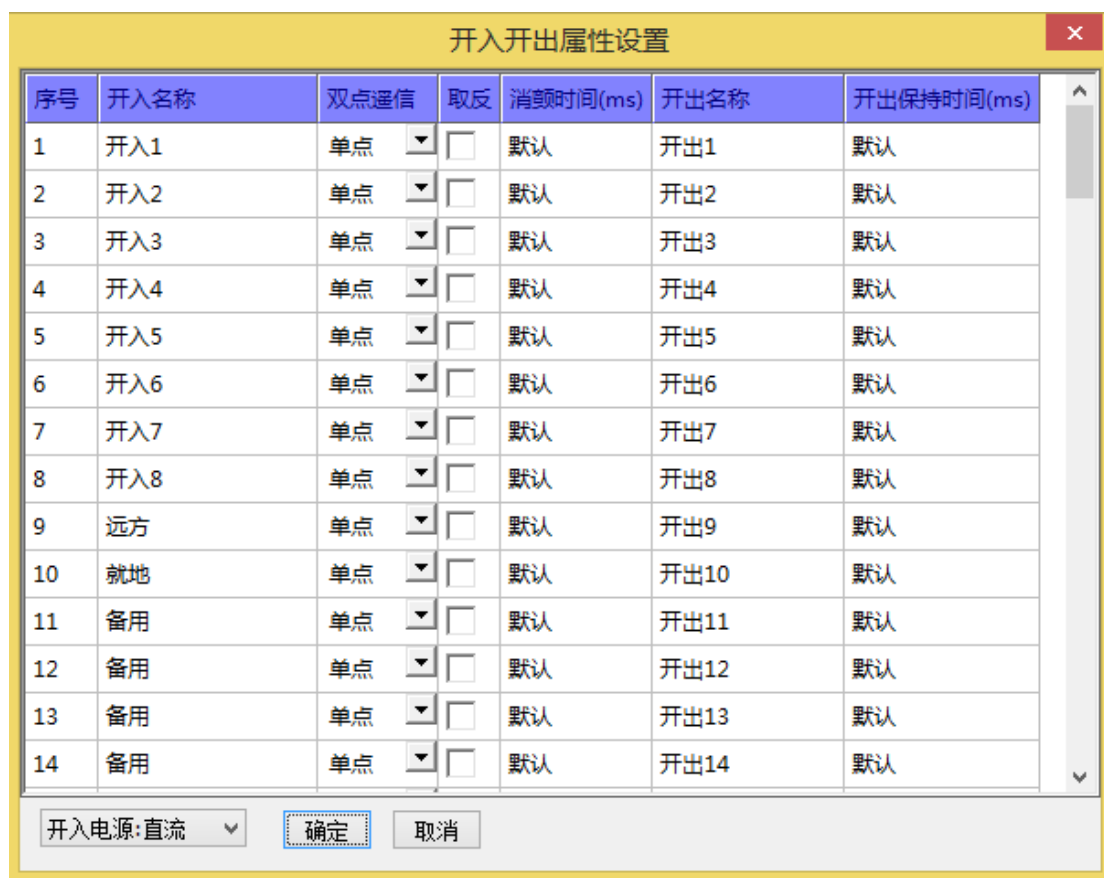 开入开出属性设置
序号 开入名称 双点遥信 取反 消颤时间(ms) 开出名称 开出保持时间(ms)
1 开入1 单点 默认 开出1 默认
2 开入2 单点 默认 开出2 默认
3 开入3 单点 默认 开出3 默认
4 开入4 单点 默认 开出4 默认
5 开入5 单点 默认 开出5 默认
6 开入6 单点 默认 开出6 默认
7 开入7 单点 默认 开出7 默认
8 开入8 单点 默认 开出8 默认
9 远方 单点 默认 开出9 默认
10 就地 单点 默认 开出10 默认
11 备用 单点 默认 开出11 默认
12 备用 单点 默认 开出12 默认
13 备用 单点 默认 开出13 默认
14 备用 单点 默认 开出14 默认
开入电源:直流 确定 取消